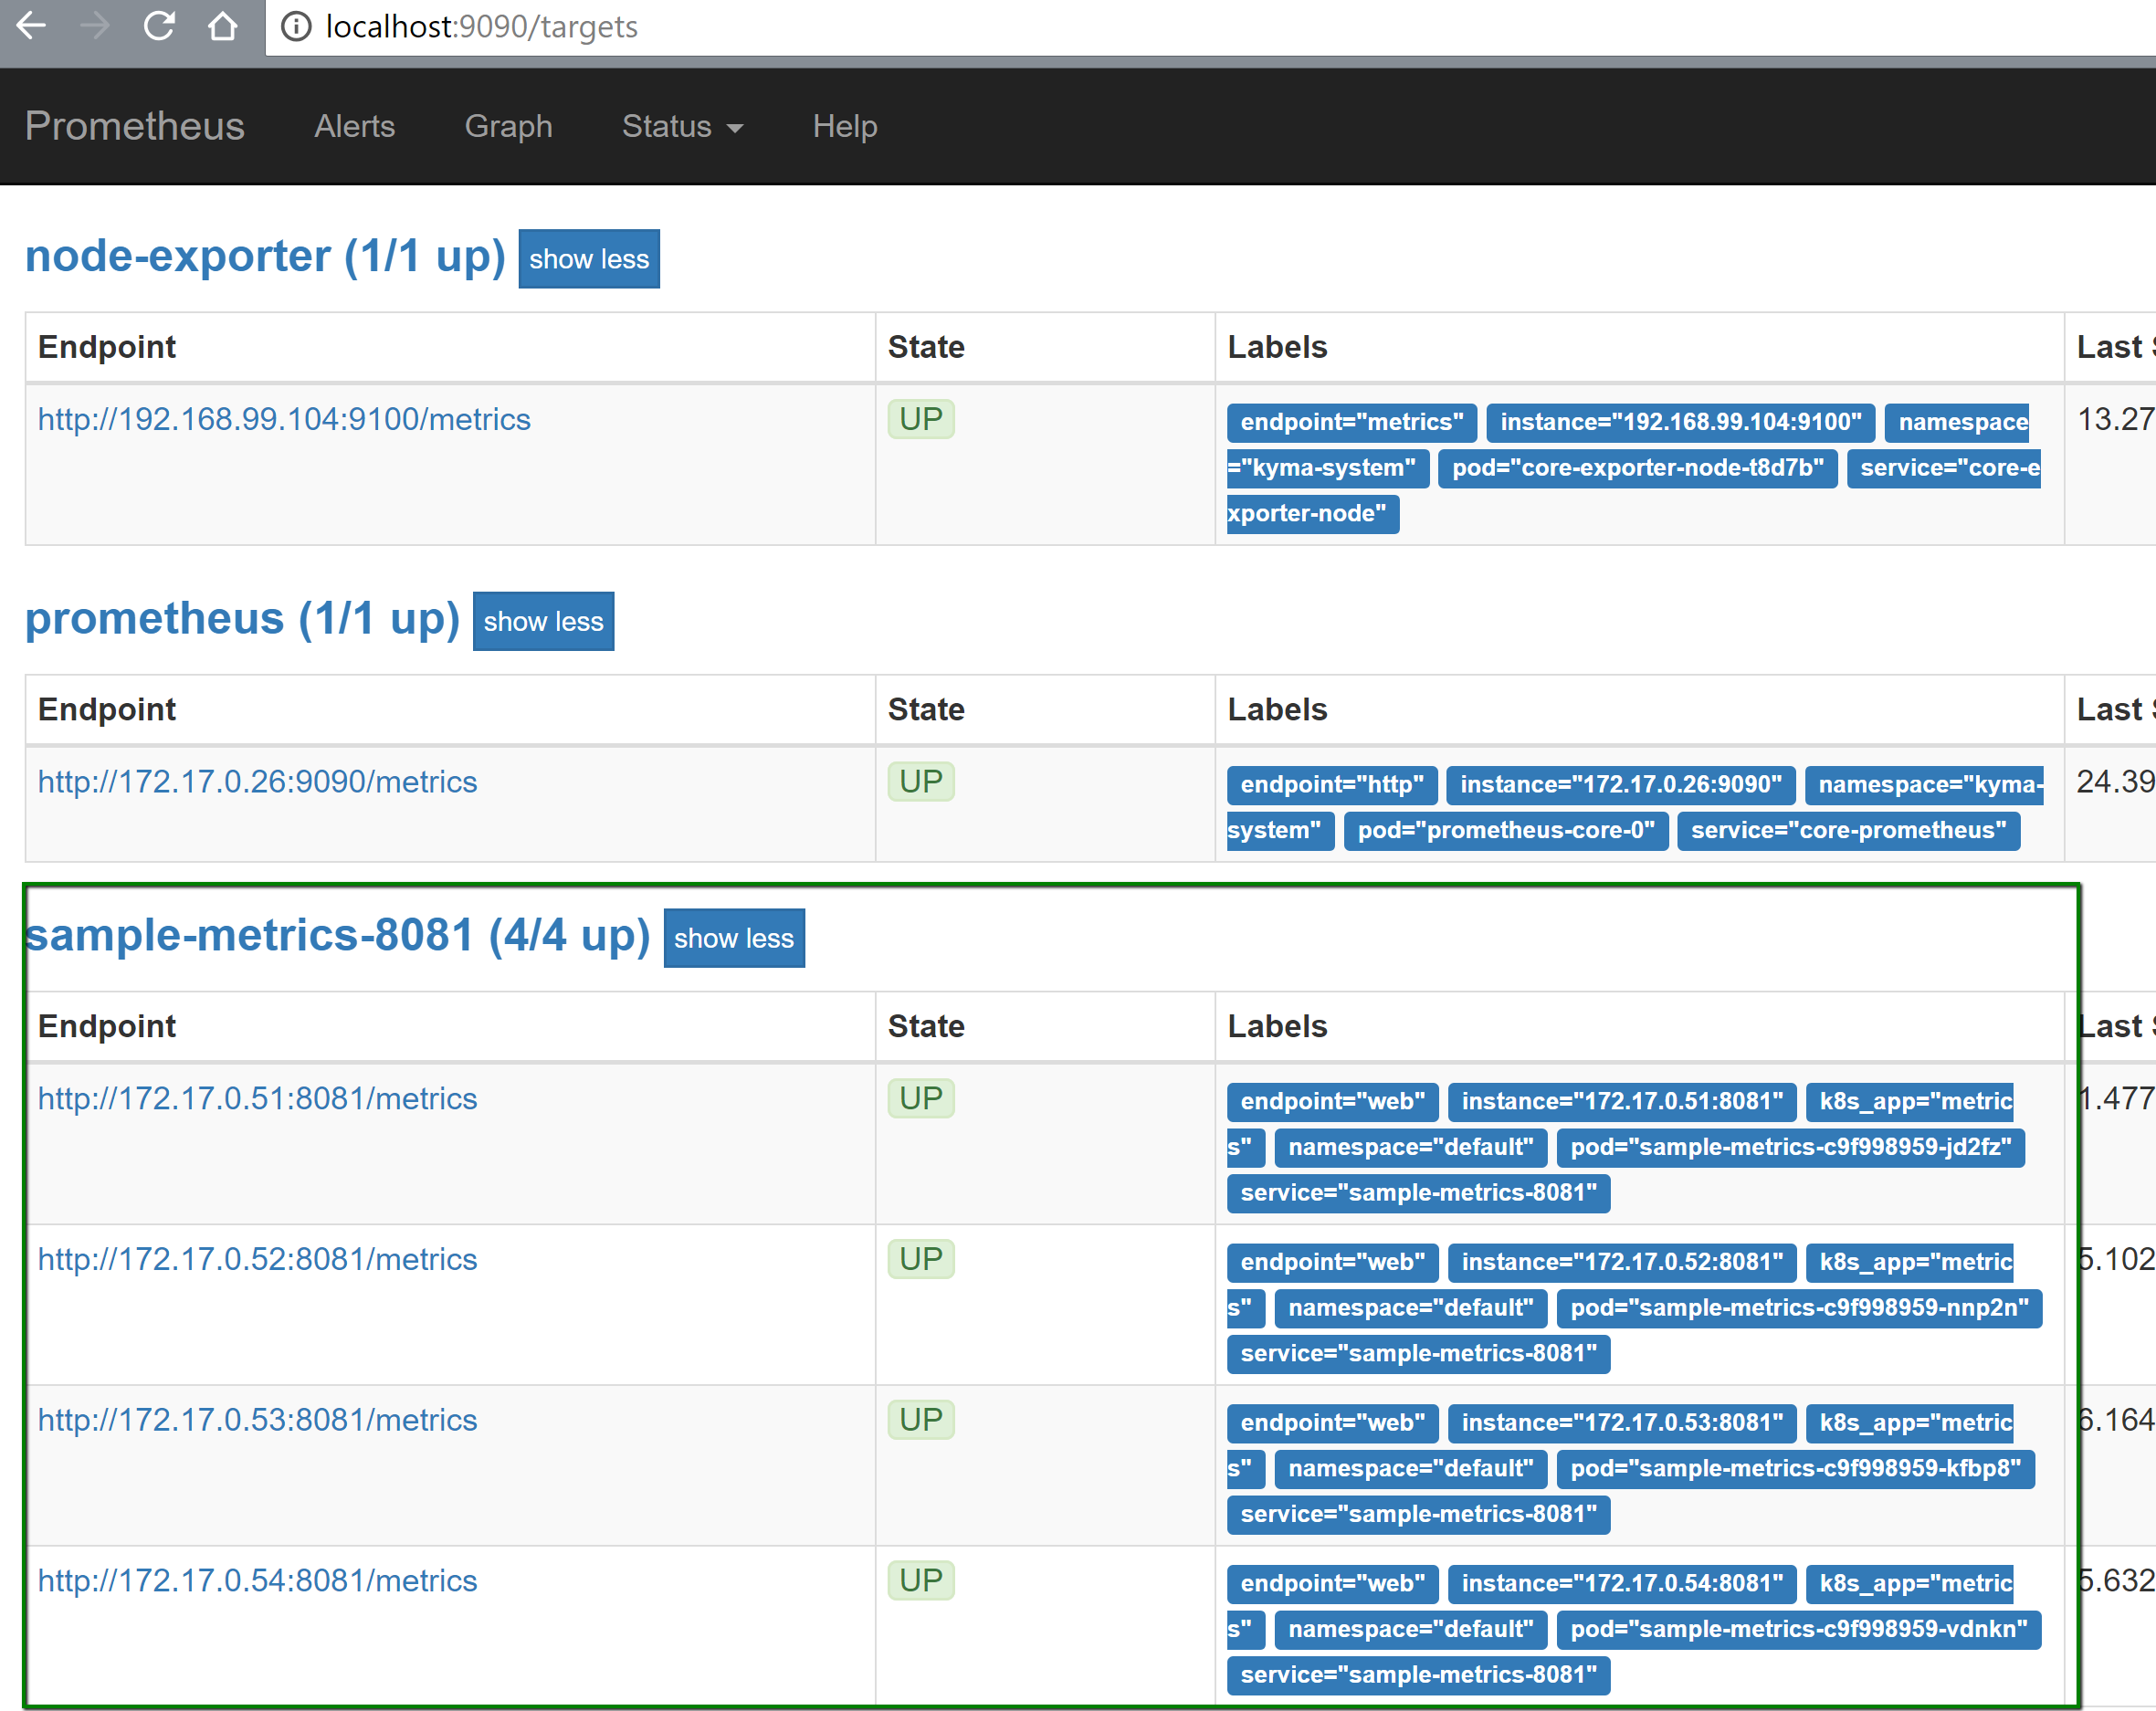 localhost:9090/targets
Prometheus Alerts Graph Status Help
node-exporter (1/1 up) show less
Endpoint State Labels Last
http://192.168.99.104:9100/metrics UP endpoint="metrics" instance="192.168.99.104:9100" namespace 13.27
="kyma-system" pod="core-exporter-node-t8d7b" service="core-e
xporter-node"
prometheus (1/1 up) show less
Endpoint State Labels Last
http://172.17.0.26:9090/metrics UP endpoint="http" instance="172.17.0.26:9090" namespace="kyma- 24.39
system" pod="prometheus-core-0" service="core-prometheus"
sample-metrics-8081 (4/4 up) show less
Endpoint State Labels Last
http://172.17.0.51:8081/metrics UP endpoint="web" instance="172.17.0.51:8081" k8s_app="metric 1.477
s" namespace="default" pod="sample-metrics-c9f998959-jd2fz"
service="sample-metrics-8081"
http://172.17.0.52:8081/metrics UP endpoint="web" instance="172.17.0.52:8081" k8s_app="metric 5.102
s" namespace="default" pod="sample-metrics-c9f998959-nnp2n"
service="sample-metrics-8081"
http://172.17.0.53:8081/metrics UP endpoint="web" instance="172.17.0.53:8081" k8s_app="metric 6.164
s" namespace="default" pod="sample-metrics-c9f998959-kfbp8"
service="sample-metrics-8081"
http://172.17.0.54:8081/metrics UP endpoint="web" instance="172.17.0.54:8081" k8s_app="metric 5.632
s" namespace="default" pod="sample-metrics-c9f998959-vdnkn"
service="sample-metrics-8081"